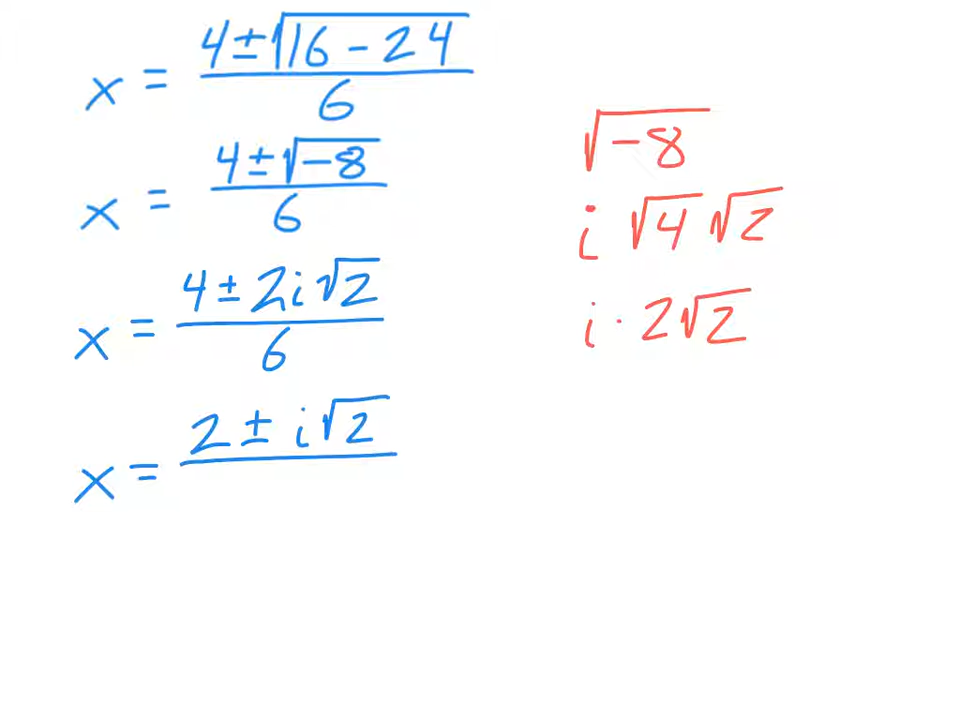 x = (4 ± √(16 - 24)) / 6
x = (4 ± √(-8)) / 6
x = (4 ± 2i√2) / 6
x = (2 ± i√2) /
√(-8)
i √4 √2
i · 2√2